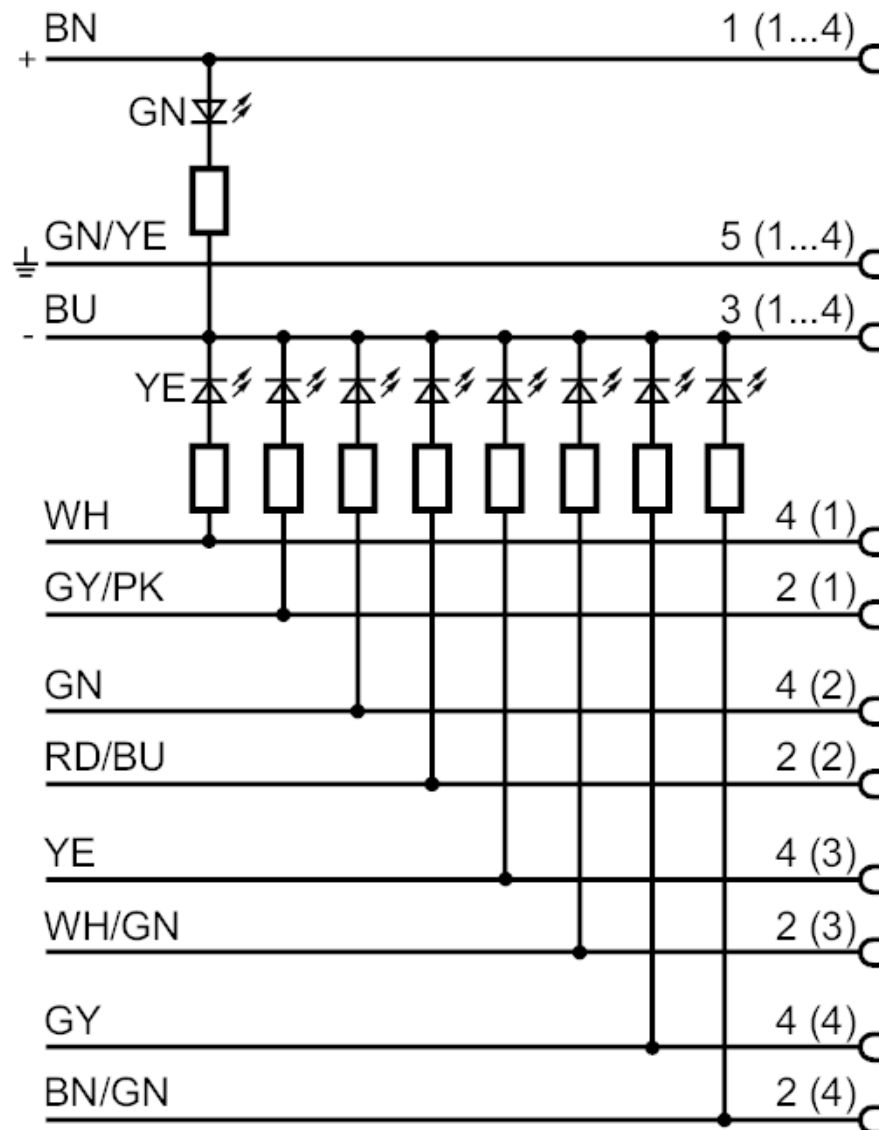 BN 1 (1...4)
+
GN
GN/YE 5 (1...4)
BU 3 (1...4)
-
YE
WH 4 (1)
GY/PK 2 (1)
GN 4 (2)
RD/BU 2 (2)
YE 4 (3)
WH/GN 2 (3)
GY 4 (4)
BN/GN 2 (4)